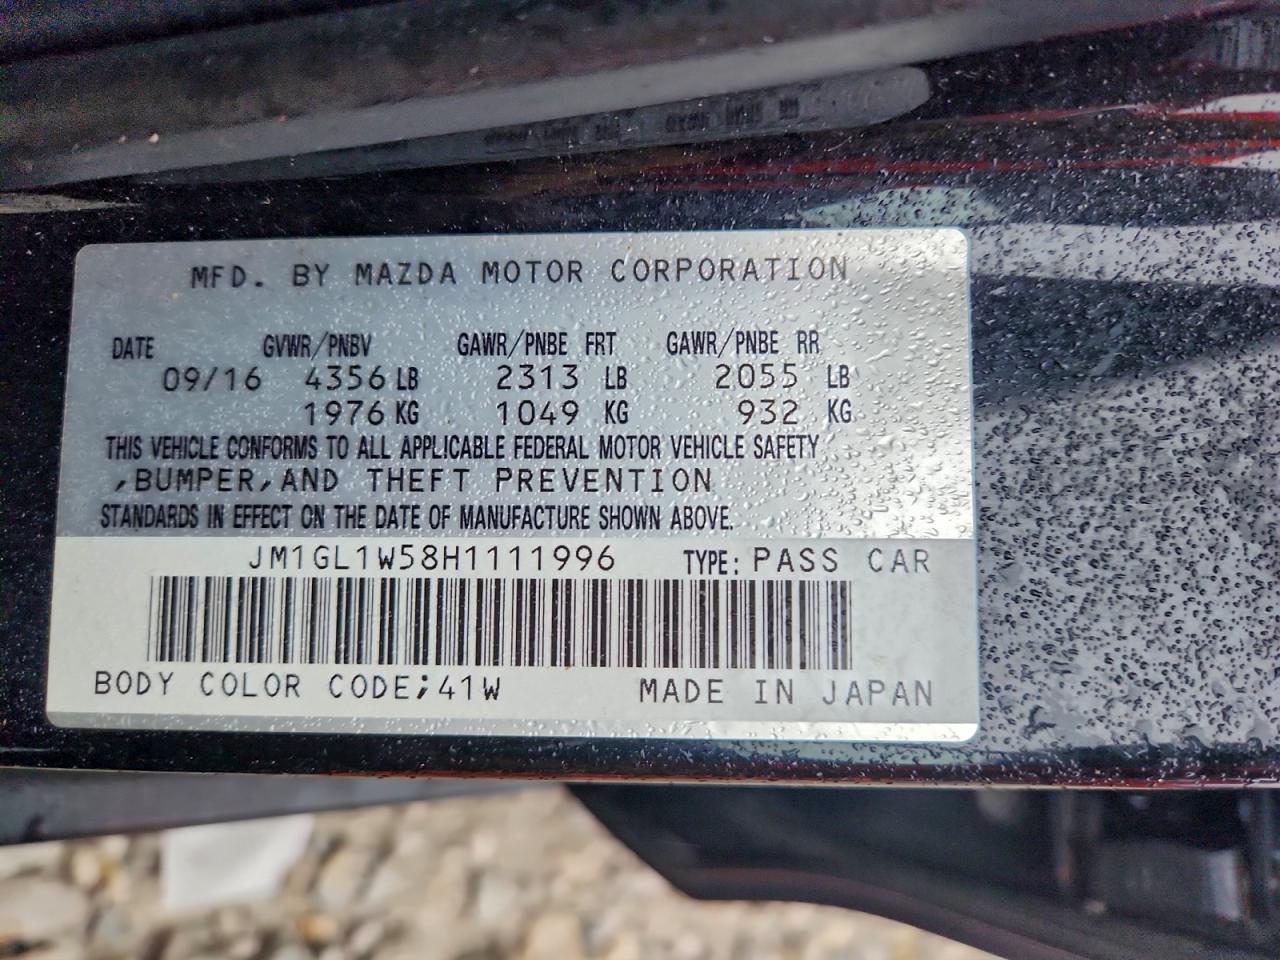 MFD. BY MAZDA MOTOR CORPORATION
DATE GVWR/PNBV GAWR/PNBE FRT GAWR/PNBE RR
09/16 4356 LB 2313 LB 2055 LB
1976 KG 1049 KG 932 KG
THIS VEHICLE CONFORMS TO ALL APPLICABLE FEDERAL MOTOR VEHICLE SAFETY
,BUMPER,AND THEFT PREVENTION
STANDARDS IN EFFECT ON THE DATE OF MANUFACTURE SHOWN ABOVE.
JM1GL1W58H1111996 TYPE: PASS CAR
BODY COLOR CODE;41W MADE IN JAPAN